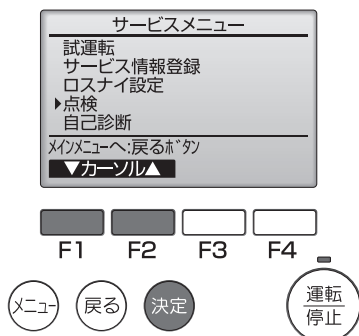 サービスメニュー
試運転
サービス情報登録
ロスナイ設定
▶点検
自己診断
メインメニューへ:戻るボタン
▼カーソル▲
F1 F2 F3 F4
メニュー 戻る 決定 運転
停止